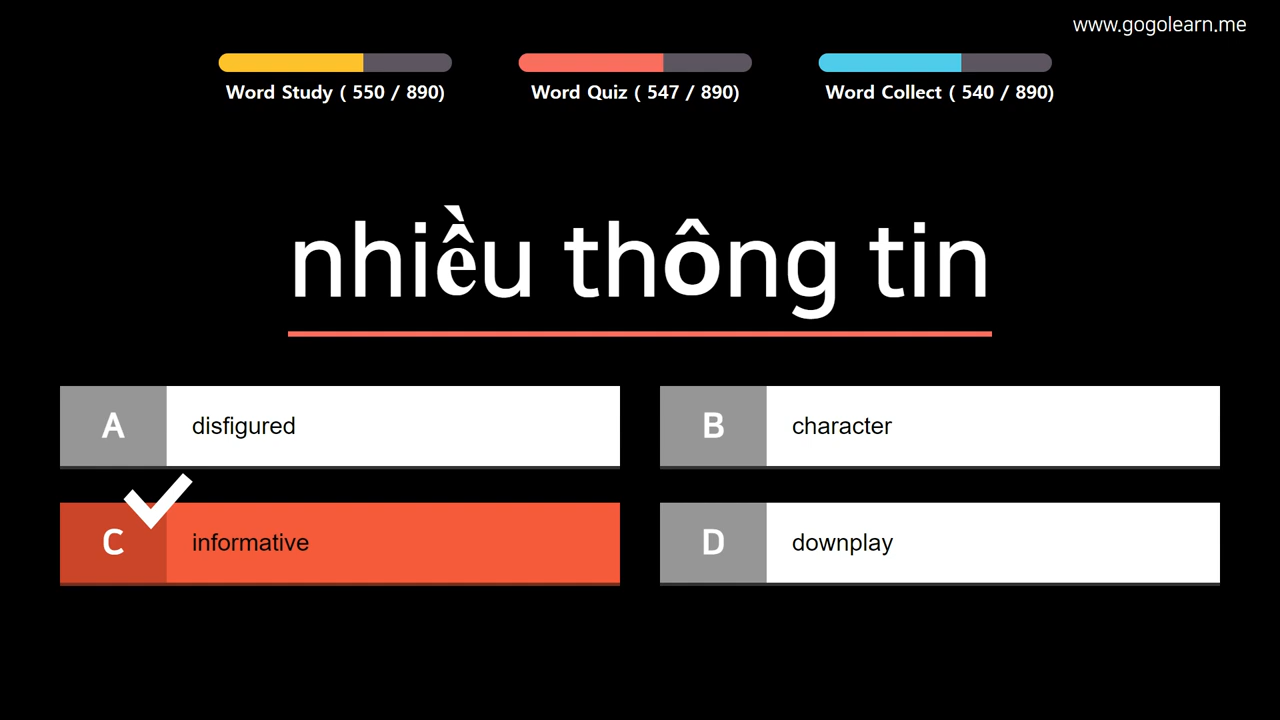 www.gogolearn.me
Word Study ( 550 / 890)
Word Quiz ( 547 / 890)
Word Collect ( 540 / 890)
nhiều thông tin
A disfigured
B character
C informative
D downplay